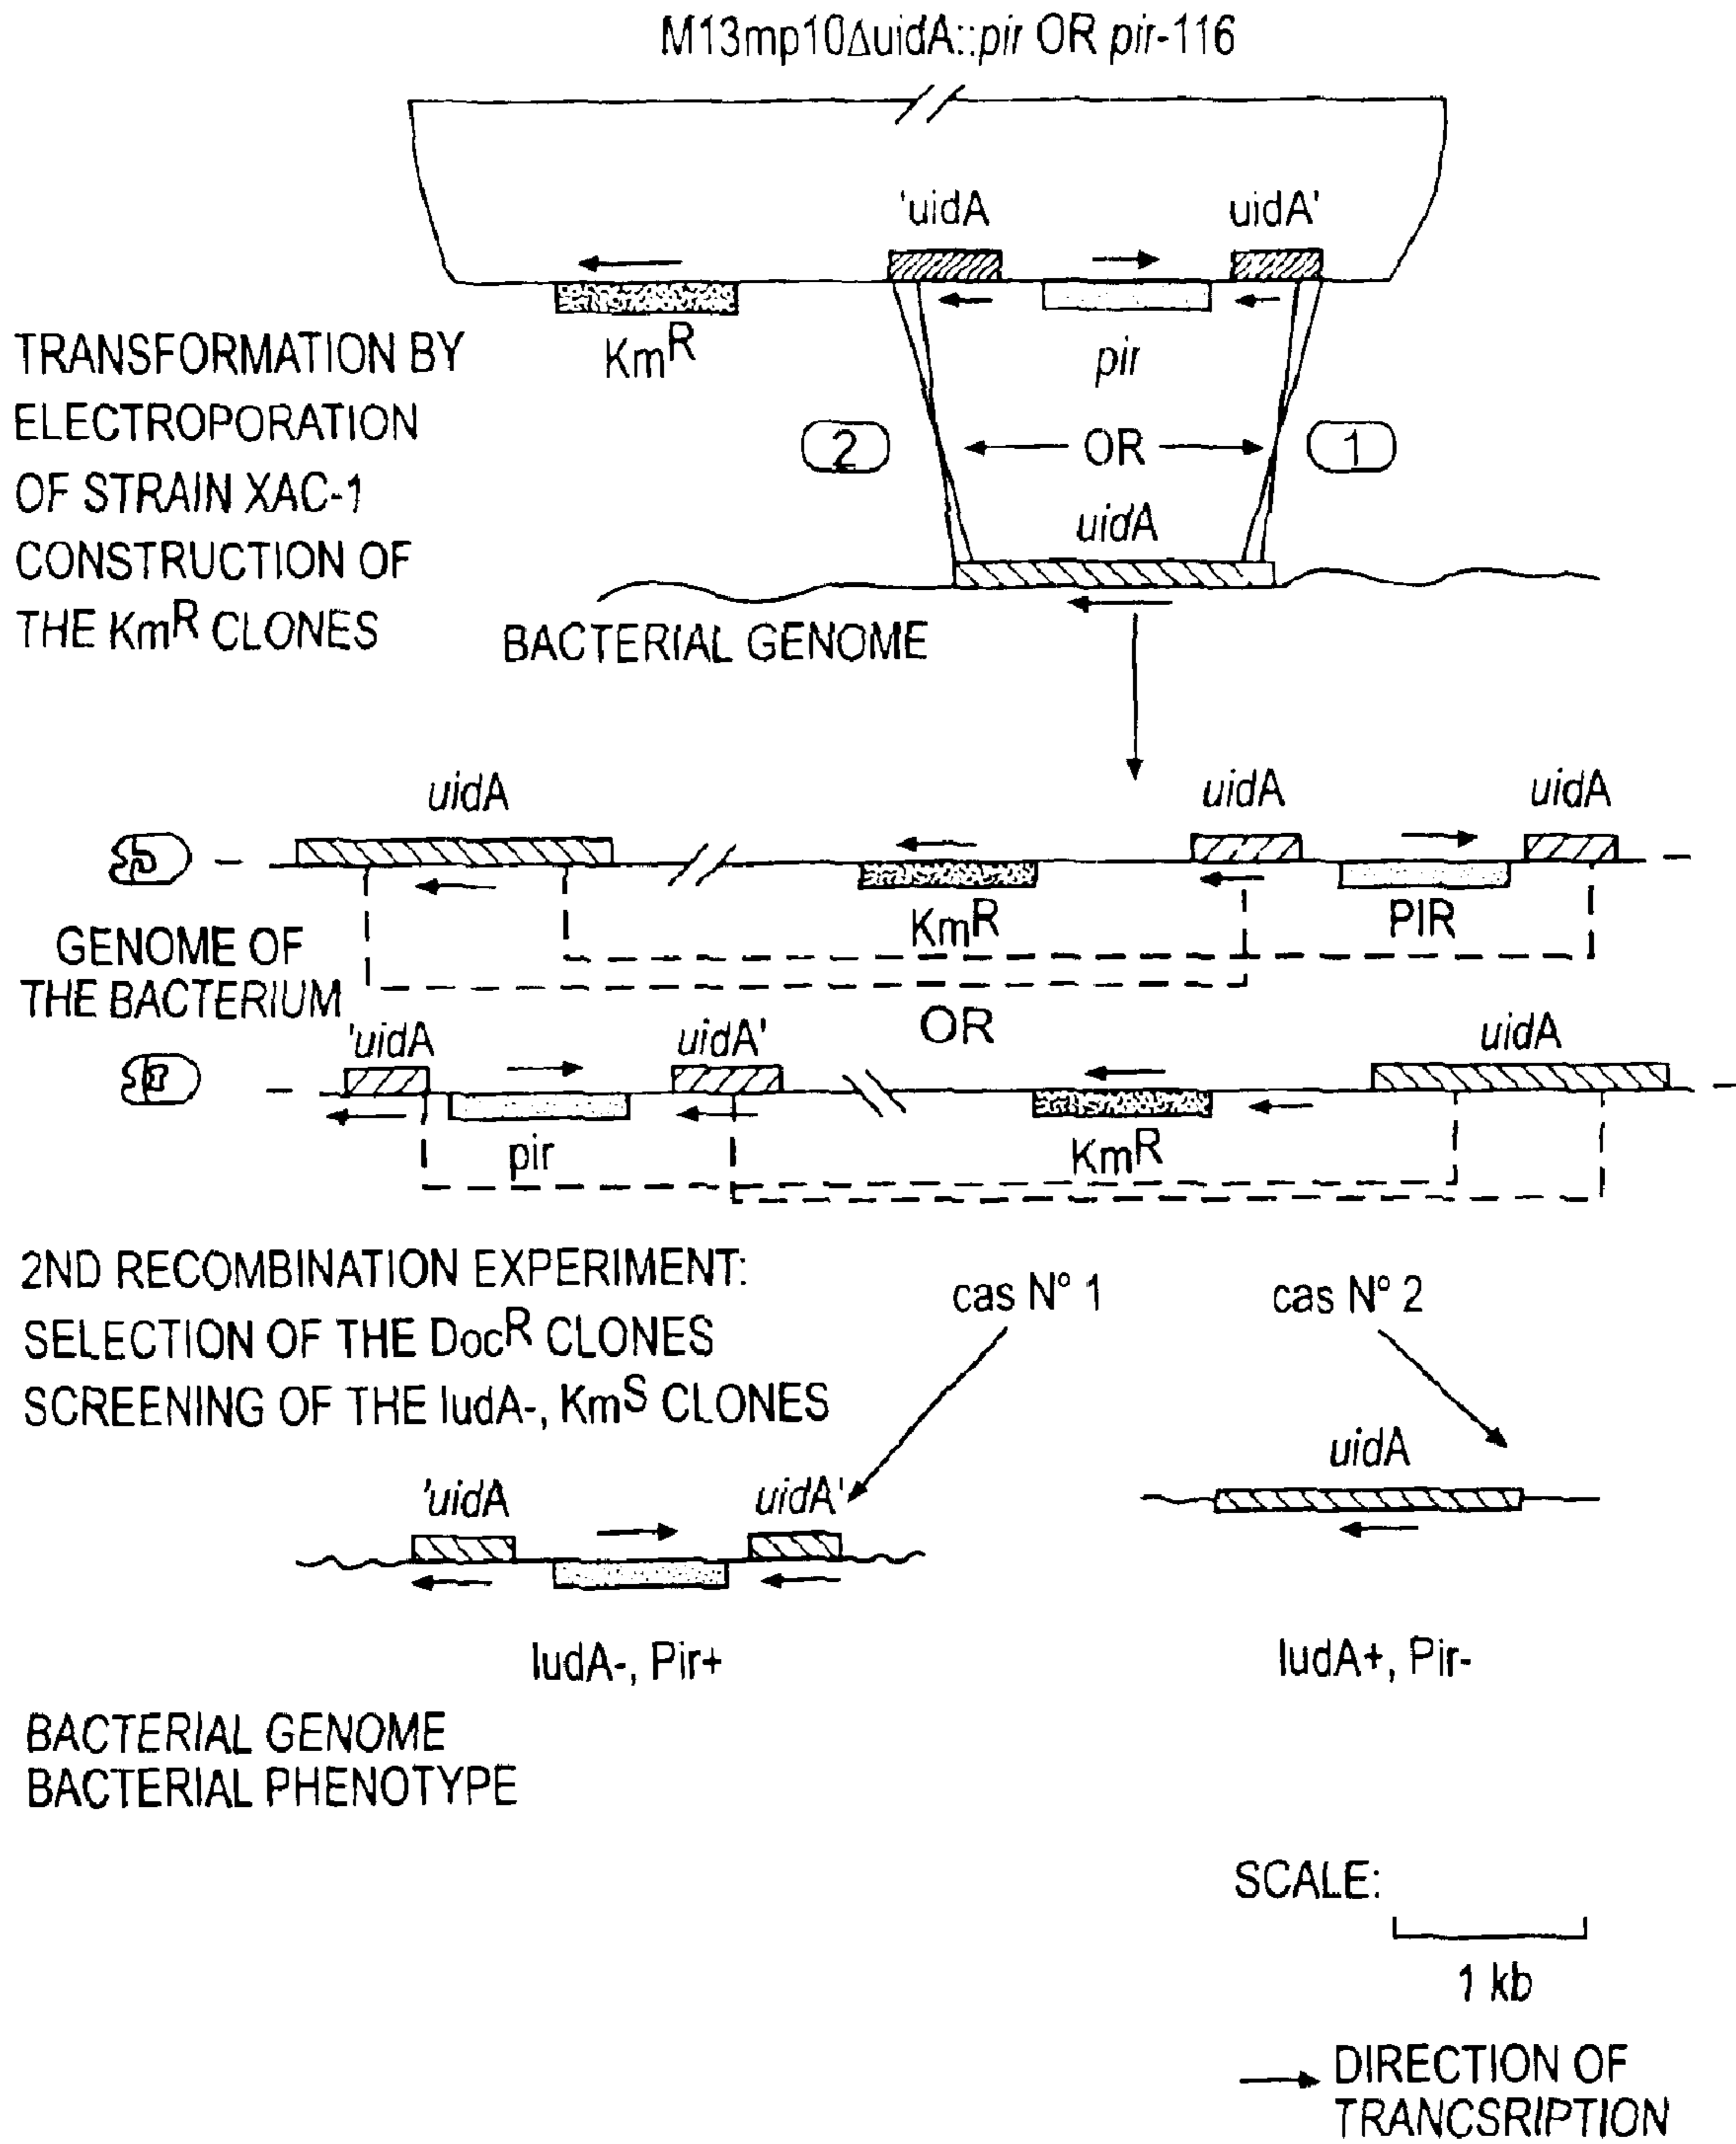 M13mp10ΔuidA::pir OR pir-116
'uidA
uidA'
KmR
pir
TRANSFORMATION BY
ELECTROPORATION
OF STRAIN XAC-1
CONSTRUCTION OF
THE KmR CLONES
2
OR
1
uidA
BACTERIAL GENOME
uidA
uidA
uidA
KmR
PIR
GENOME OF
THE BACTERIUM
OR
'uidA
uidA'
uidA
pir
KmR
2ND RECOMBINATION EXPERIMENT:
SELECTION OF THE DocR CLONES
SCREENING OF THE IudA-, KmS CLONES
cas N° 1
cas N° 2
'uidA
uidA'
uidA
IudA-, Pir+
IudA+, Pir-
BACTERIAL GENOME
BACTERIAL PHENOTYPE
SCALE:
1 kb
DIRECTION OF
TRANCSRIPTION